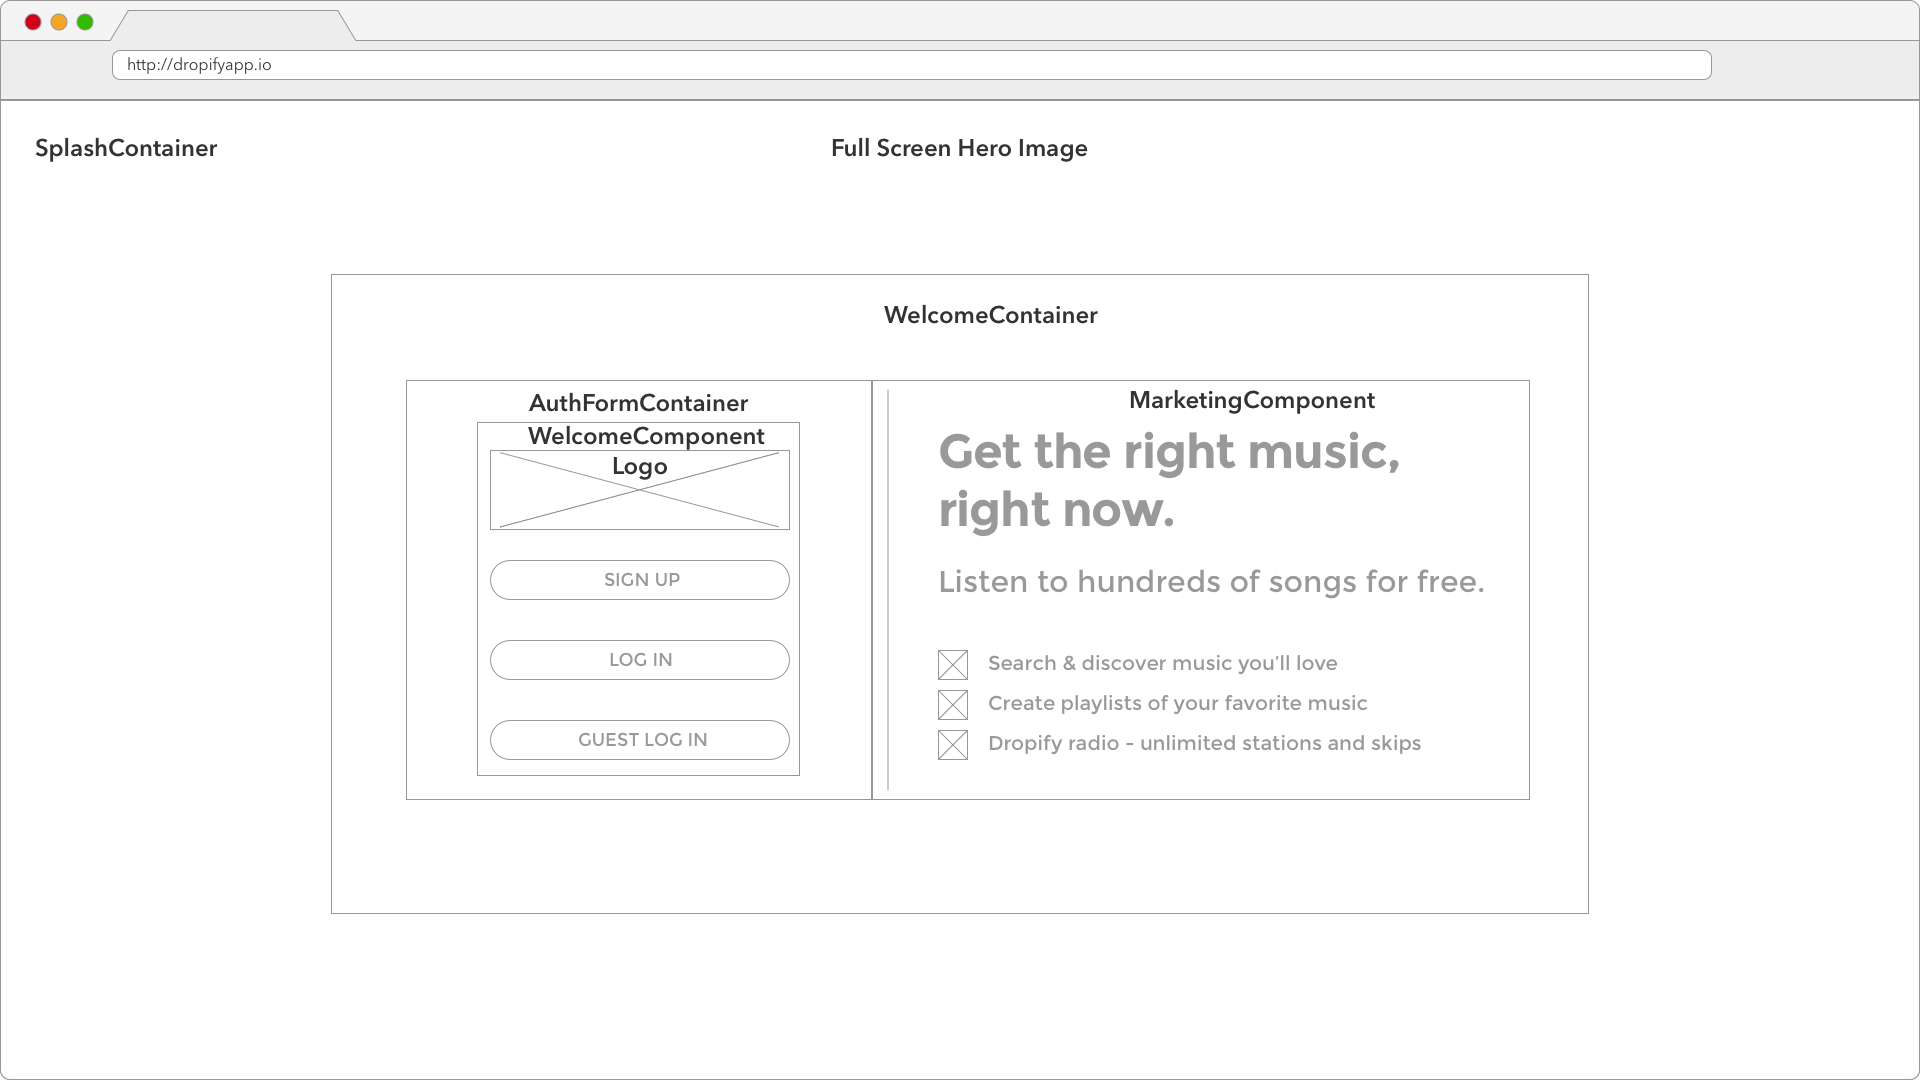 http://dropifyapp.io
SplashContainer
Full Screen Hero Image
WelcomeContainer
AuthFormContainer
WelcomeComponent
Logo
SIGN UP
LOG IN
GUEST LOG IN
MarketingComponent
Get the right music,
right now.
Listen to hundreds of songs for free.
Search & discover music you'll love
Create playlists of your favorite music
Dropify radio - unlimited stations and skips